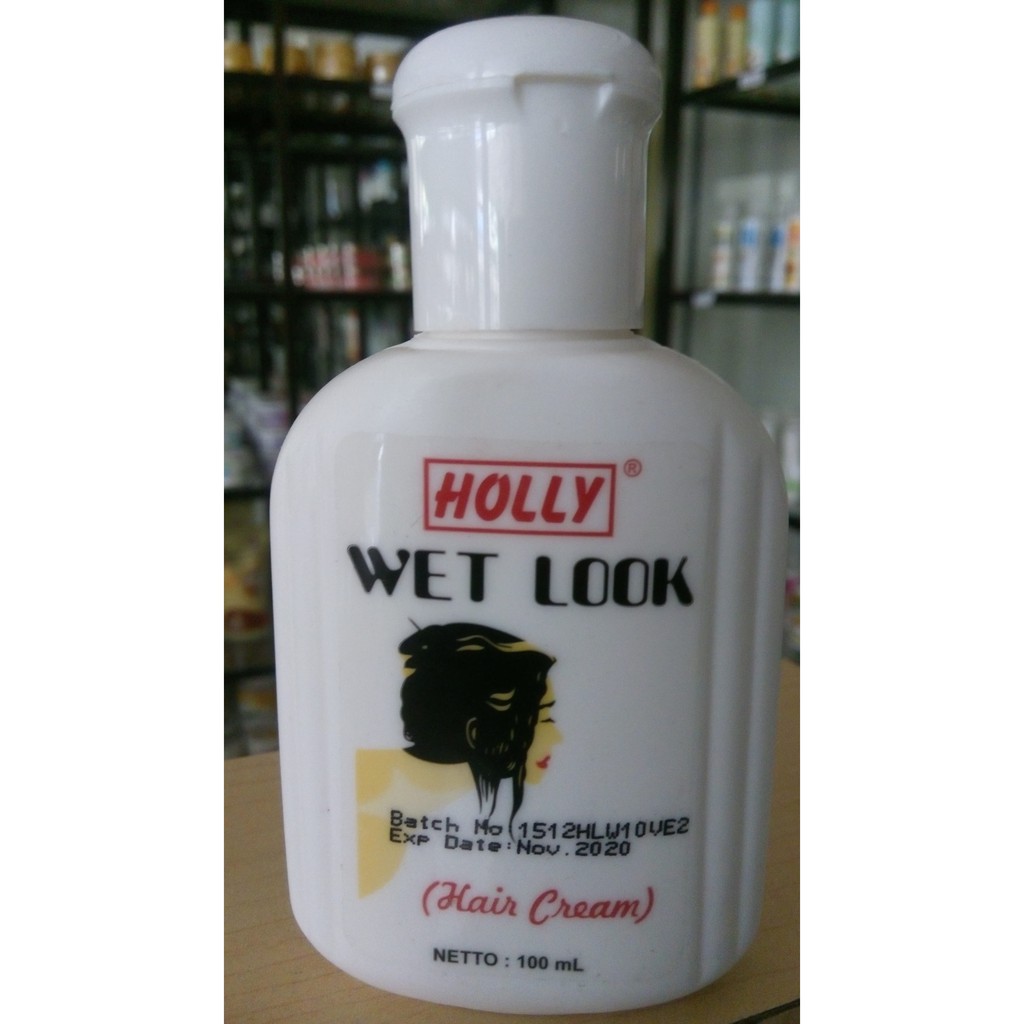 HOLLY ®
WET LOOK
Batch No 1512HLW10VE2
Exp Date: Nov. 2020
(Hair Cream)
NETTO : 100 mL